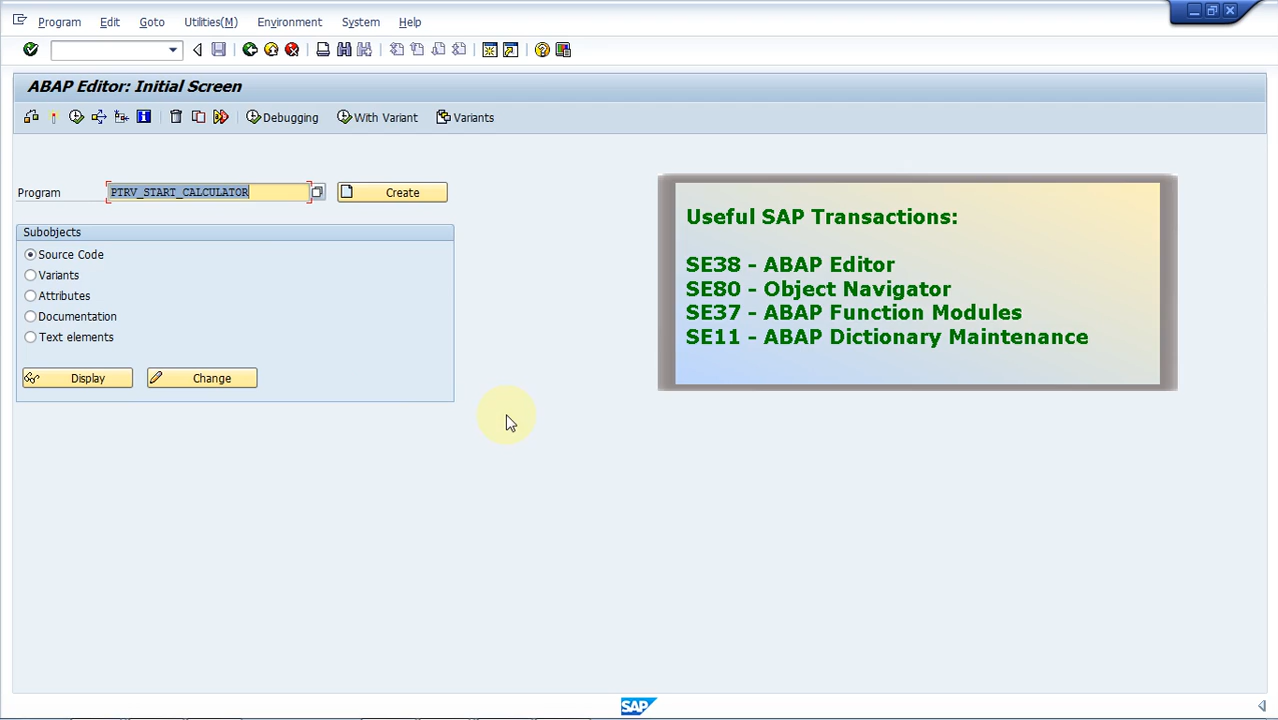 Program Edit Goto Utilities(M) Environment System Help
ABAP Editor: Initial Screen
Debugging With Variant Variants
Program PTRV_START_CALCULATOR Create
Subobjects
Source Code
Variants
Attributes
Documentation
Text elements
Display Change
Useful SAP Transactions:
SE38 - ABAP Editor
SE80 - Object Navigator
SE37 - ABAP Function Modules
SE11 - ABAP Dictionary Maintenance
SAP